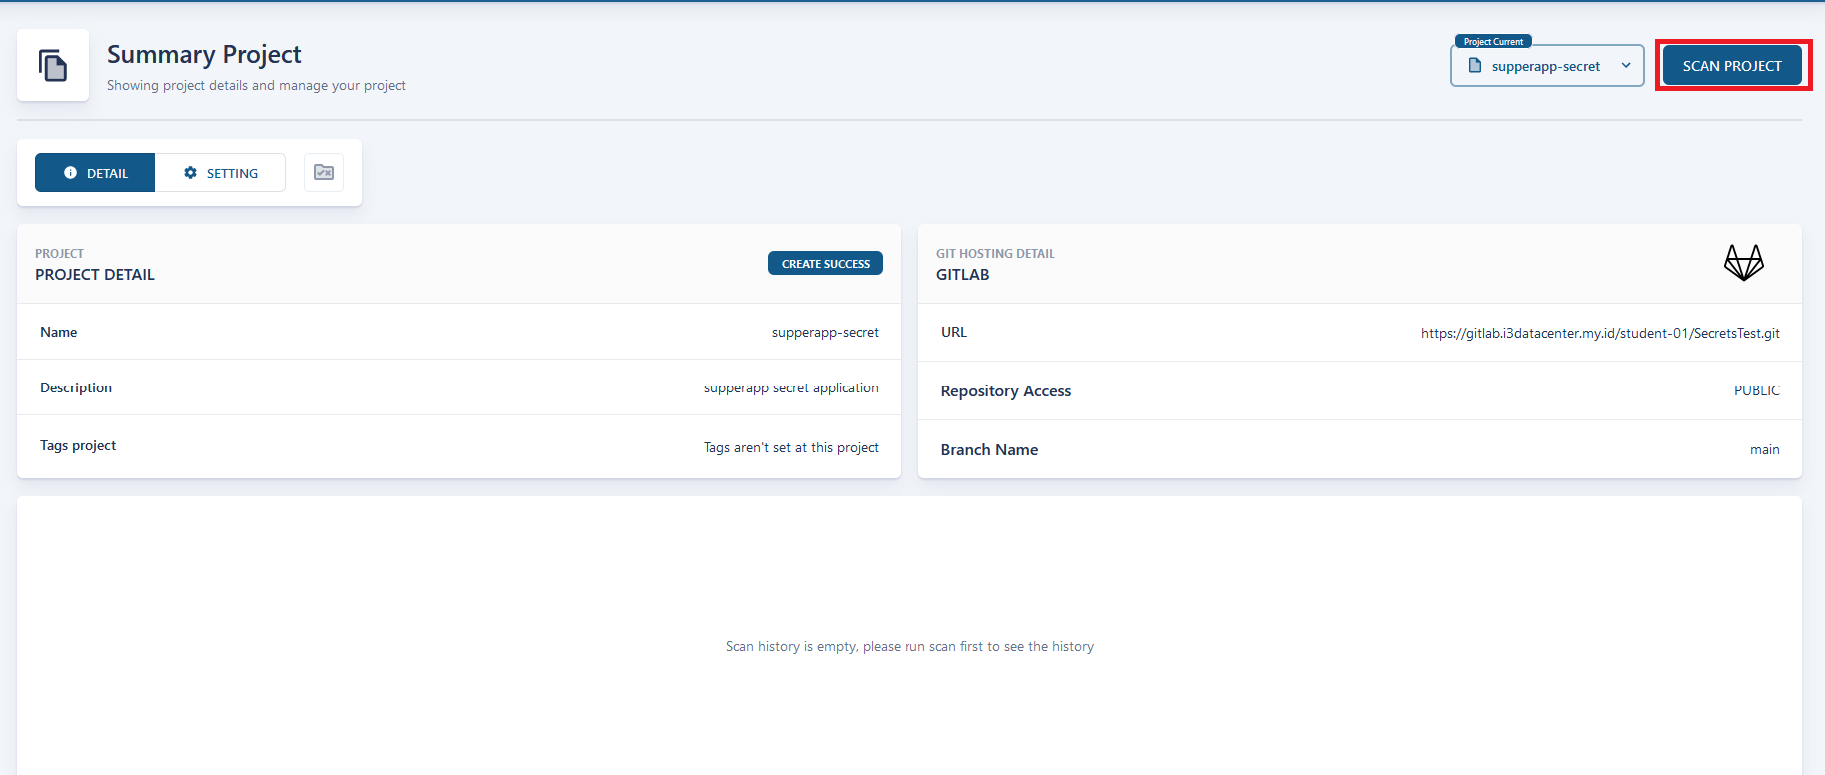 Summary Project
Showing project details and manage your project
Project Current
supperapp-secret
SCAN PROJECT
DETAIL
SETTING
PROJECT
PROJECT DETAIL
CREATE SUCCESS
Name
supperapp-secret
Description
supperapp secret application
Tags project
Tags aren't set at this project
GIT HOSTING DETAIL
GITLAB
URL
https://gitlab.i3datacenter.my.id/student-01/SecretsTest.git
Repository Access
PUBLIC
Branch Name
main
Scan history is empty, please run scan first to see the history